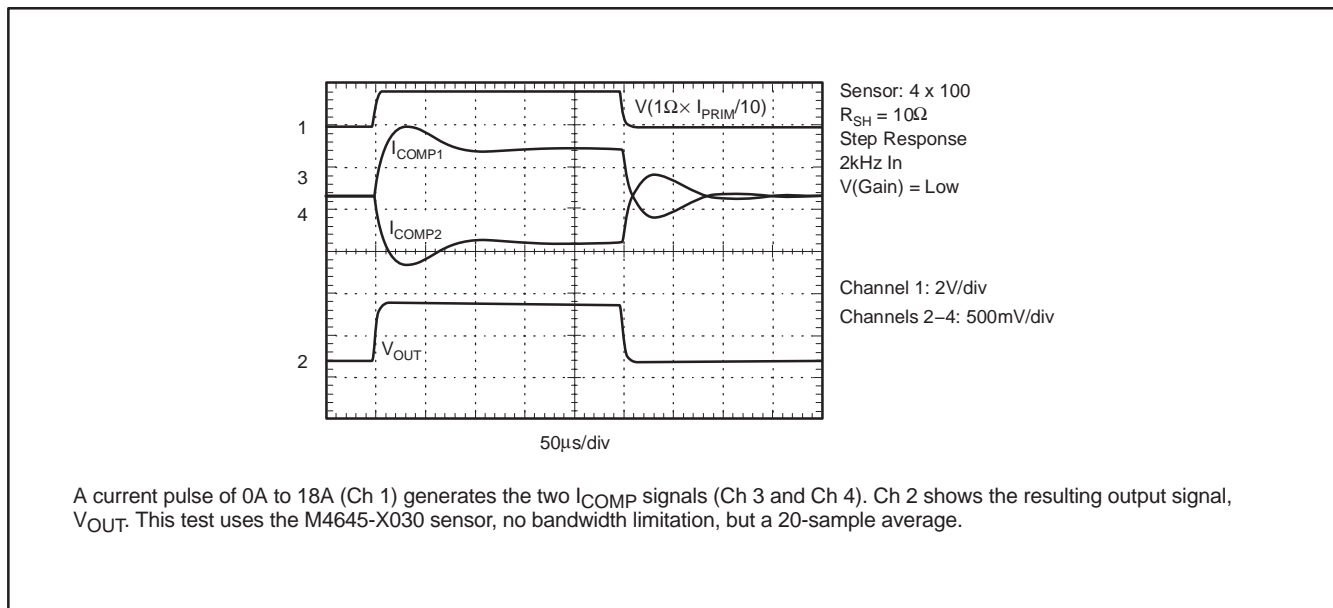 V(1Ω× I_PRIM/10)
1
I_COMP1
3
4
I_COMP2
V_OUT
2
50μs/div
Sensor: 4 x 100
R_SH = 10Ω
Step Response
2kHz In
V(Gain) = Low
Channel 1: 2V/div
Channels 2−4: 500mV/div
A current pulse of 0A to 18A (Ch 1) generates the two I_COMP signals (Ch 3 and Ch 4). Ch 2 shows the resulting output signal,
V_OUT. This test uses the M4645-X030 sensor, no bandwidth limitation, but a 20-sample average.